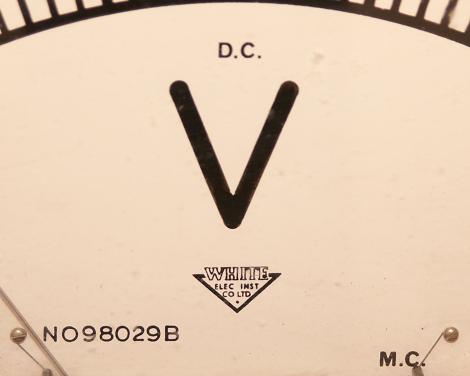 D.C.
V
WHITE
ELEC INST
CO LTD
NO98029B
M.C.